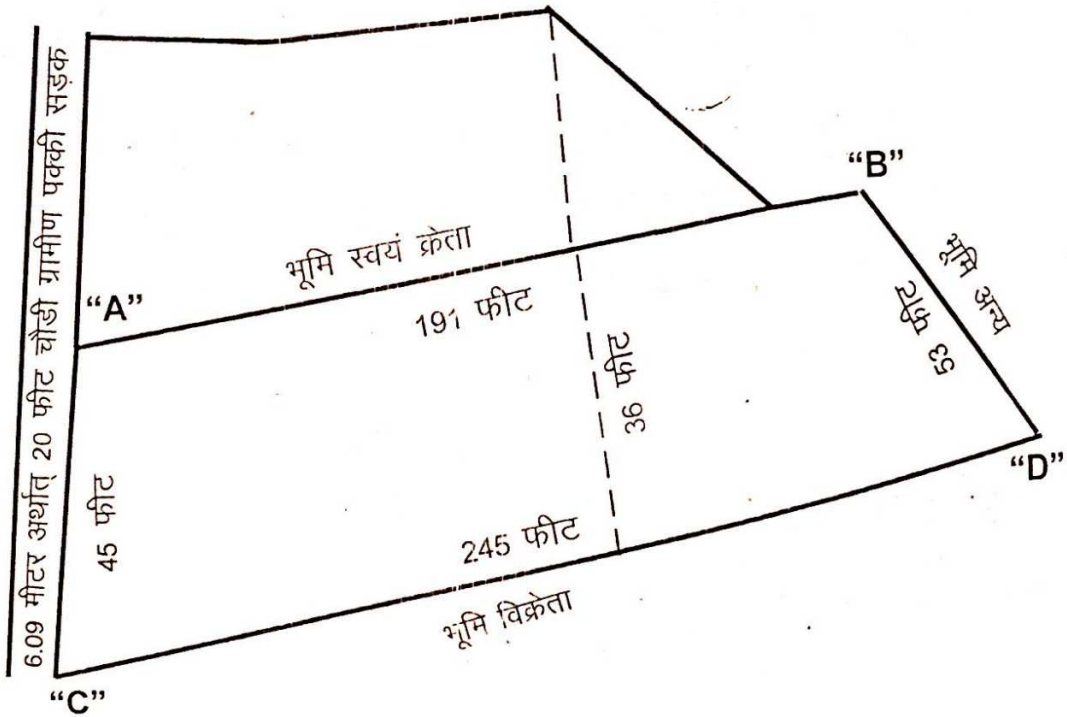 6.09 मीटर अर्थात् 20 फीट चौडी ग्रामीण पक्की सड़क
“A”
भूमि स्वयं क्रेता
191 फीट
“B”
भूमि अन्य
53 फीट
36 फीट
45 फीट
245 फीट
भूमि विक्रेता
“D”
“C”